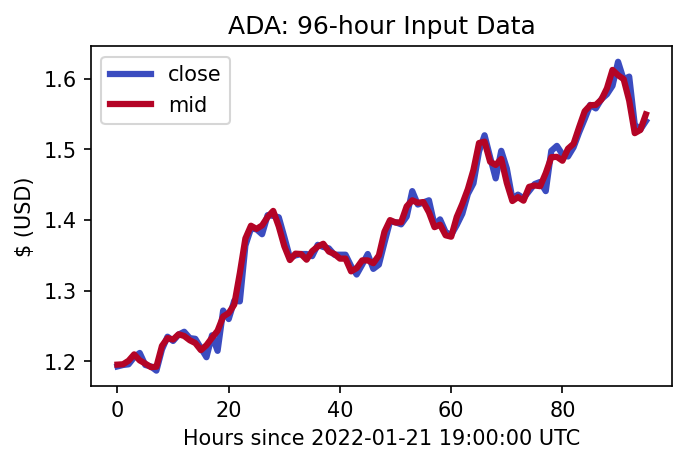 ADA: 96-hour Input Data
close
mid
$ (USD)
1.6
1.5
1.4
1.3
1.2
0 20 40 60 80
Hours since 2022-01-21 19:00:00 UTC